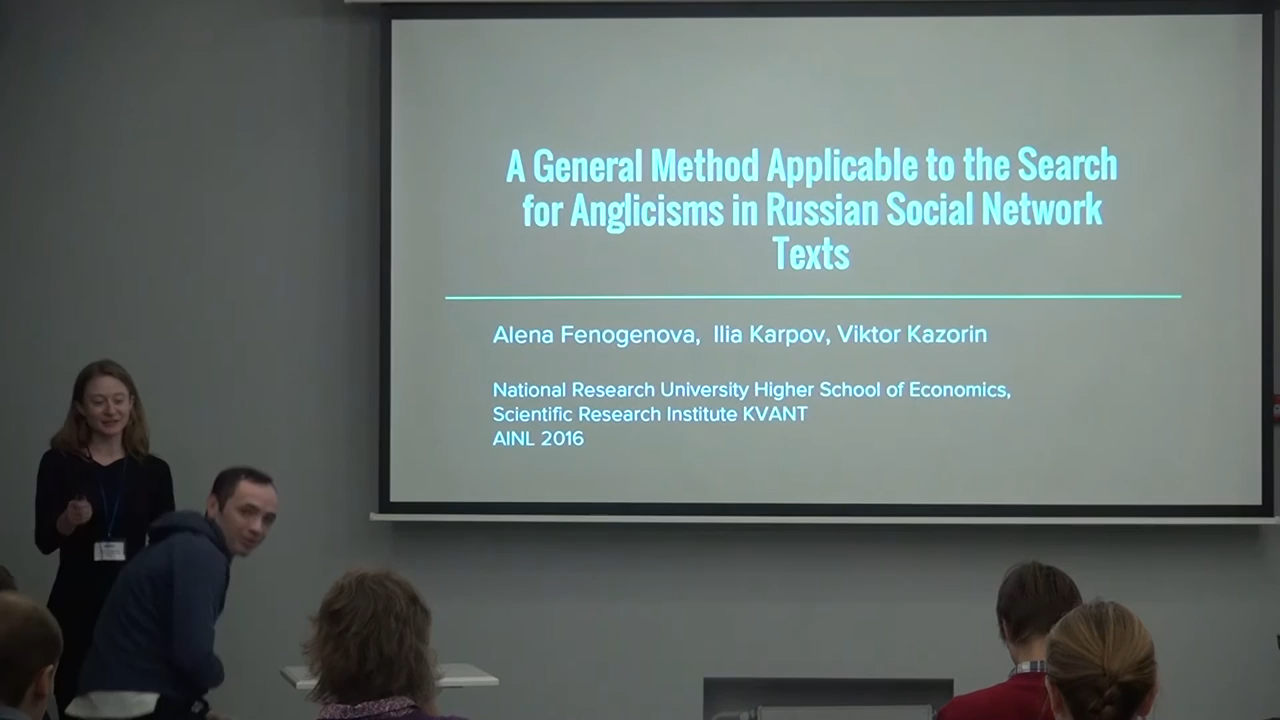 A General Method Applicable to the Search
for Anglicisms in Russian Social Network
Texts
Alena Fenogenova, Ilia Karpov, Viktor Kazorin
National Research University Higher School of Economics,
Scientific Research Institute KVANT
AINL 2016